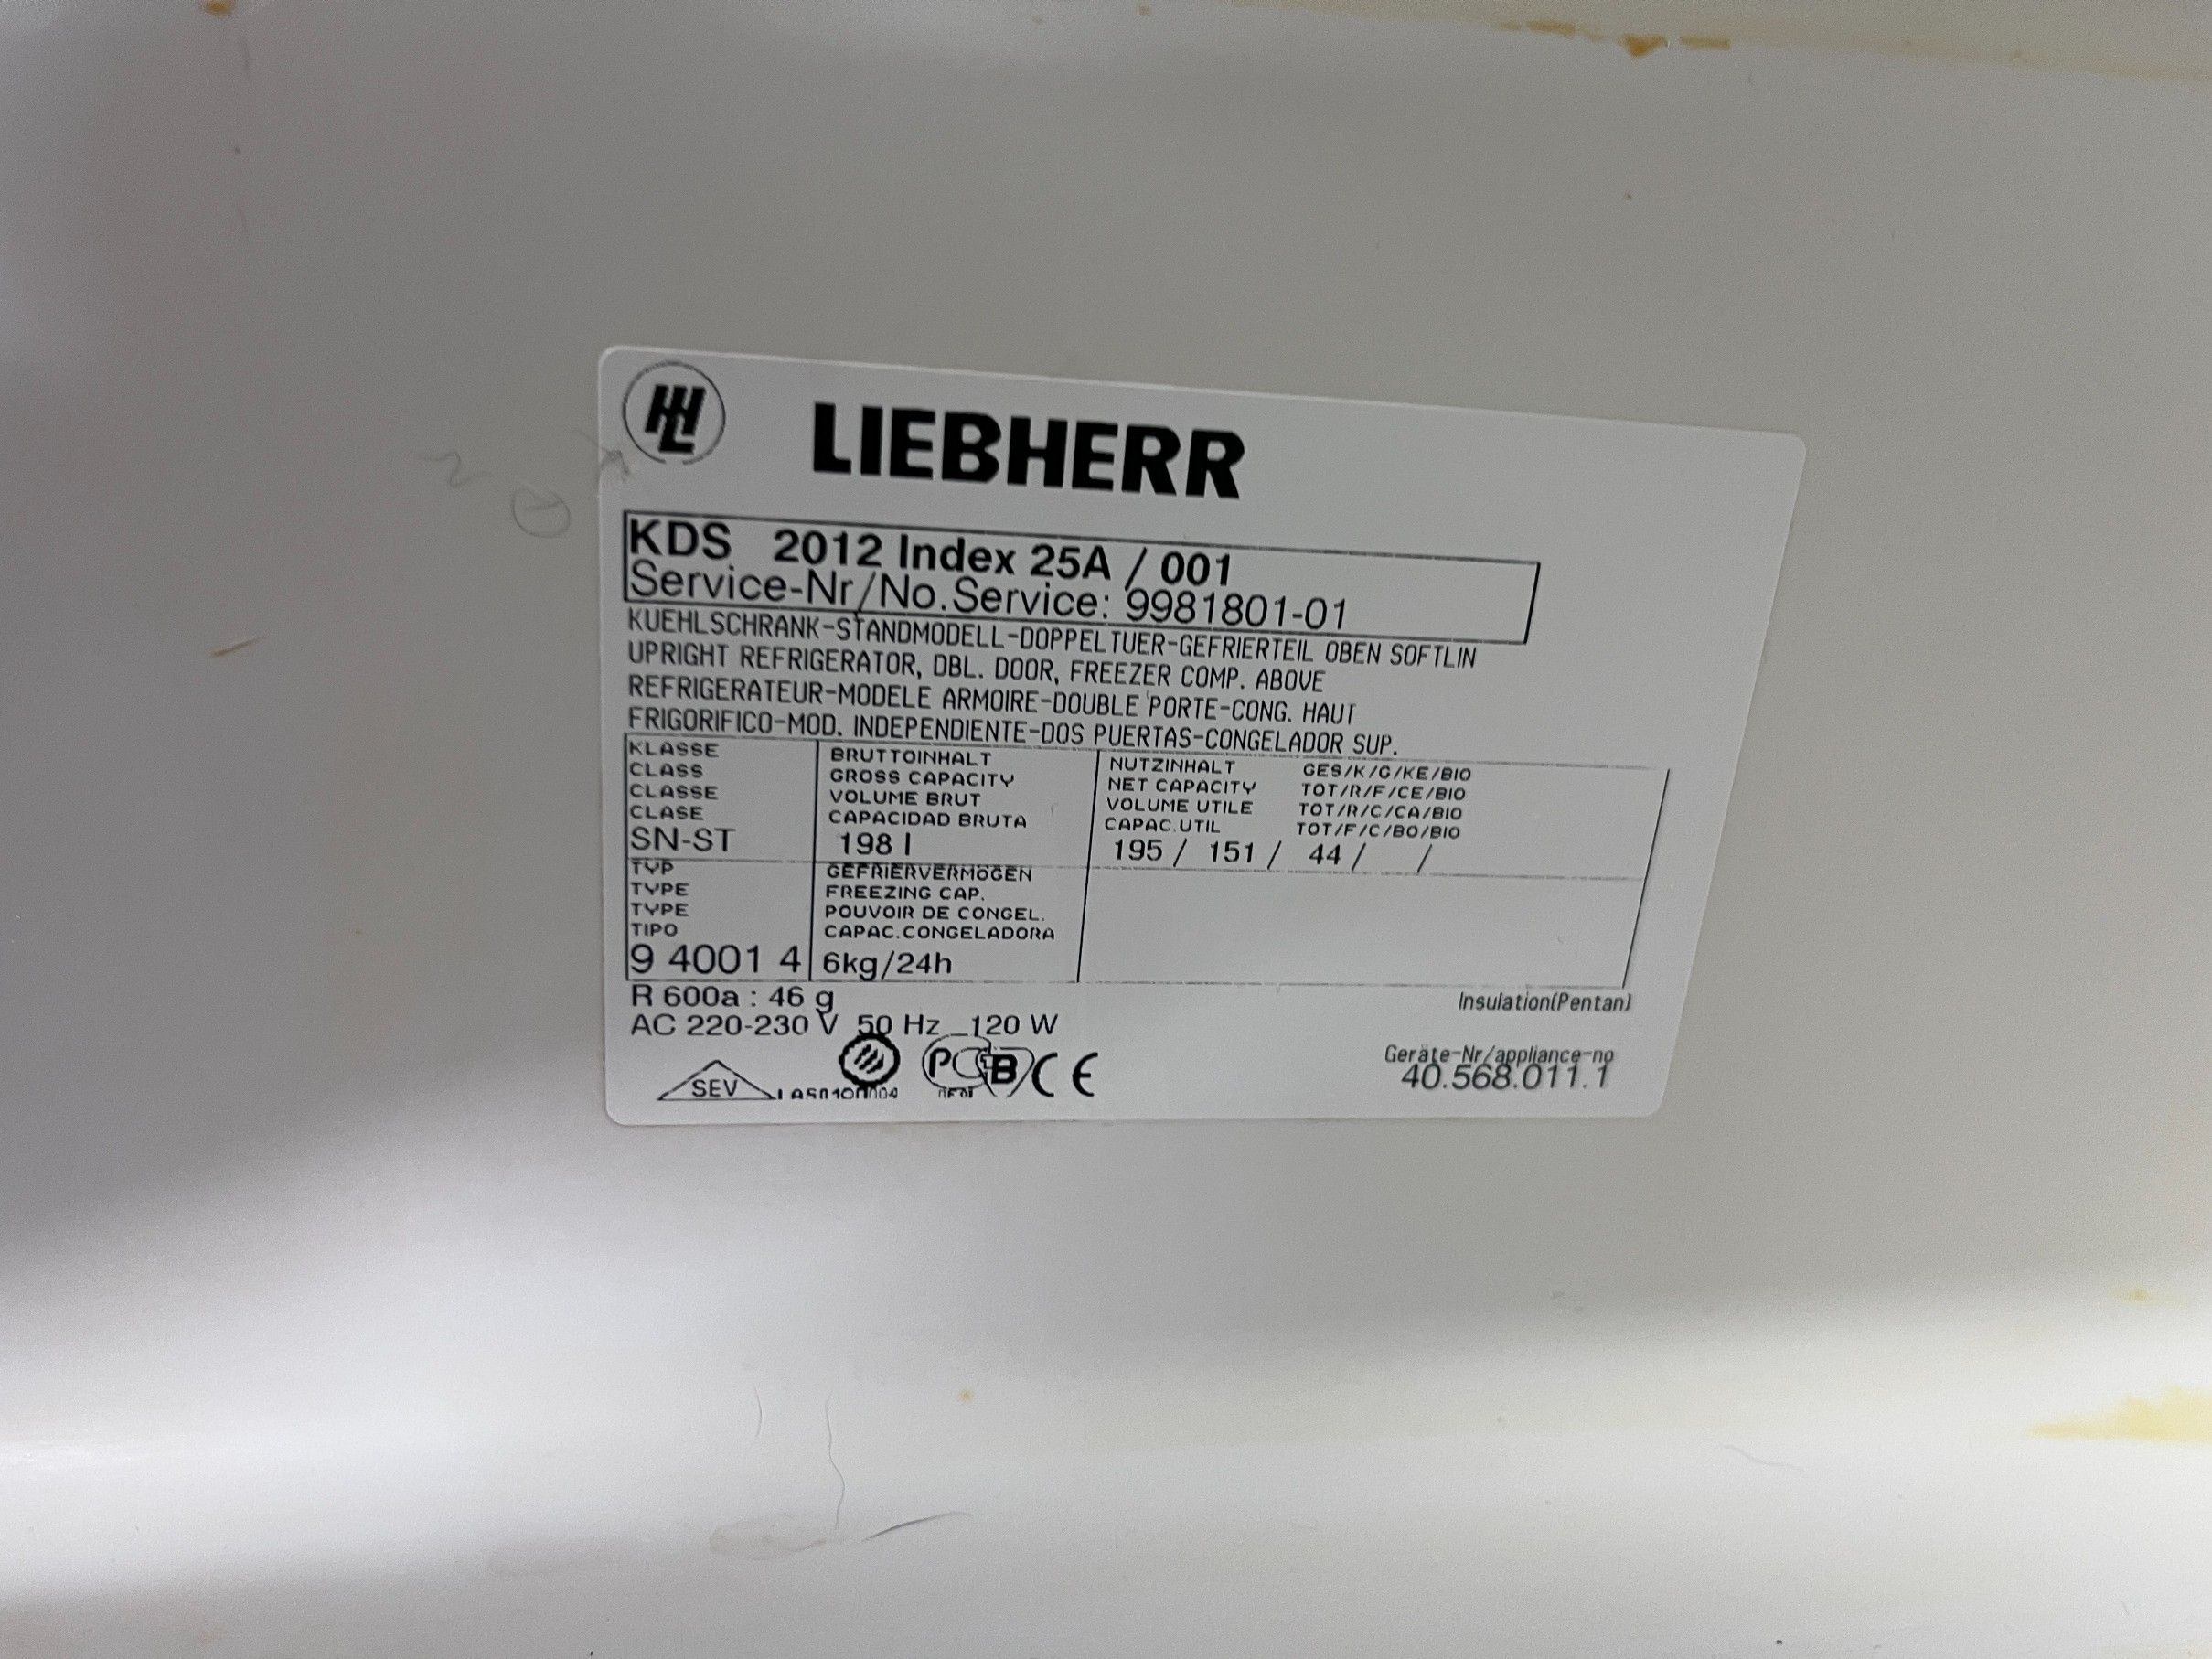 LIEBHERR
KDS 2012 Index 25A / 001
Service-Nr/No.Service: 9981801-01
KUEHLSCHRANK-STANDMODELL-DOPPELTUER-GEFRIERTEIL OBEN SOFTLIN
UPRIGHT REFRIGERATOR, DBL. DOOR, FREEZER COMP. ABOVE
REFRIGERATEUR-MODELE ARMOIRE-DOUBLE PORTE-CONG. HAUT
FRIGORIFICO-MOD. INDEPENDIENTE-DOS PUERTAS-CONGELADOR SUP.
KLASSE BRUTTOINHALT NUTZINHALT GES/K/G/KE/BIO
CLASS GROSS CAPACITY NET CAPACITY TOT/R/F/CE/BIO
CLASSE VOLUME BRUT VOLUME UTILE TOT/R/C/CA/BIO
CLASE CAPACIDAD BRUTA CAPAC.UTIL TOT/F/C/BO/BIO
SN-ST 198 l 195 / 151 / 44 / /
TYP GEFRIERVERMÖGEN
TYPE FREEZING CAP.
TYPE POUVOIR DE CONGEL.
TIPO CAPAC.CONGELADORA
9 4001 4 6kg/24h
R 600a : 46 g Insulation(Pentan)
AC 220-230 V 50 Hz 120 W
SEV CE
Geräte-Nr/appliance-no
40.568.011.1